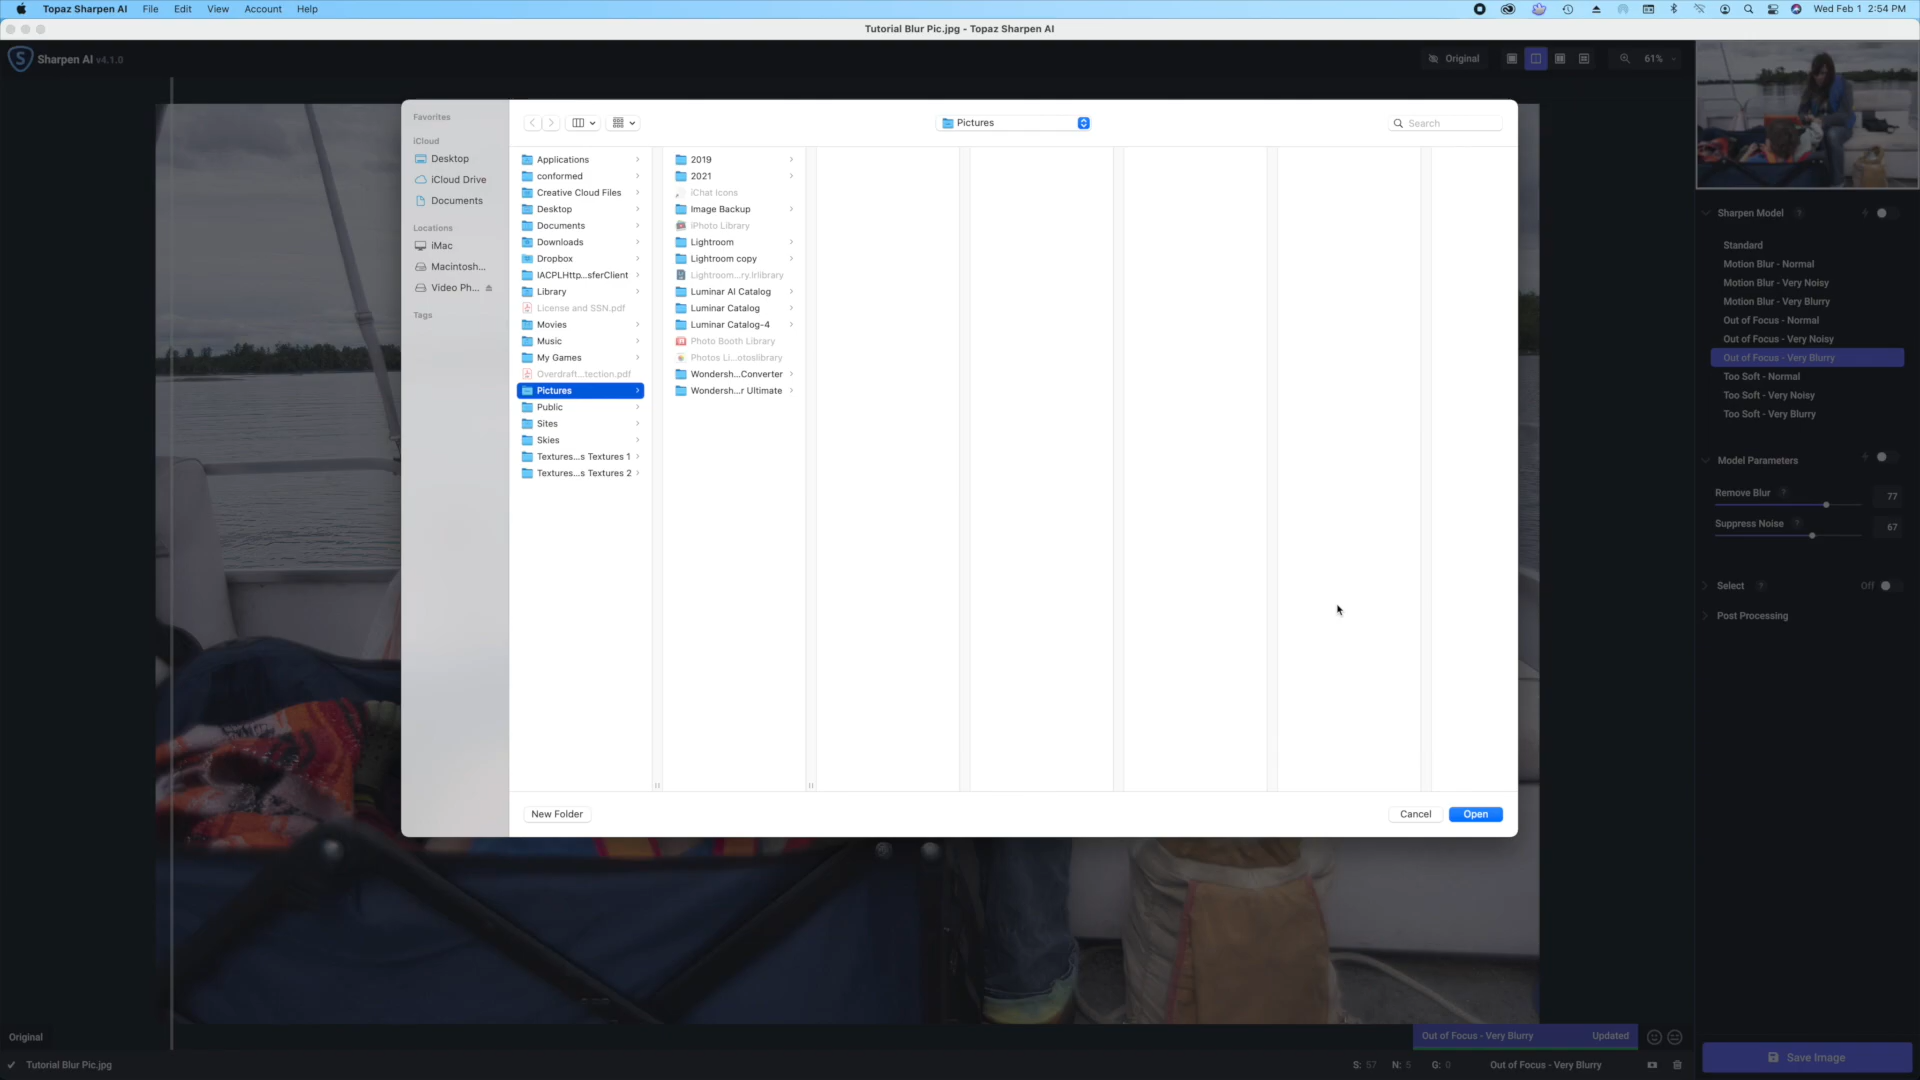 Topaz Sharpen AI File Edit View Account Help Wed Feb 1 2:54 PM
Tutorial Blur Pic.jpg - Topaz Sharpen AI
Sharpen AI v4.1.0
Original 61%
Favorites
iCloud
Desktop
iCloud Drive
Documents
Locations
iMac
Macintosh...
Video Ph...
Tags
Pictures
Search
Applications
conformed
Creative Cloud Files
Desktop
Documents
Downloads
Dropbox
IACPLHttp...sferClient
Library
License and SSN.pdf
Movies
Music
My Games
Overdraft...tection.pdf
Pictures
Public
Sites
Skies
Textures...s Textures 1
Textures...s Textures 2
2019
2021
iChat Icons
Image Backup
iPhoto Library
Lightroom
Lightroom copy
Lightroom...ry.lrlibrary
Luminar AI Catalog
Luminar Catalog
Luminar Catalog-4
Photo Booth Library
Photos Li...otoslibrary
Wondersh...Converter
Wondersh...r Ultimate
New Folder Cancel Open
Sharpen Model ?
Standard
Motion Blur - Normal
Motion Blur - Very Noisy
Motion Blur - Very Blurry
Out of Focus - Normal
Out of Focus - Very Noisy
Out of Focus - Very Blurry
Too Soft - Normal
Too Soft - Very Noisy
Too Soft - Very Blurry
Model Parameters
Remove Blur ? 77
Suppress Noise ? 67
Select ? Off
Post Processing
Original Out of Focus - Very Blurry Updated
Tutorial Blur Pic.jpg S: 57 N: 5 G: 0 Out of Focus - Very Blurry
Save Image